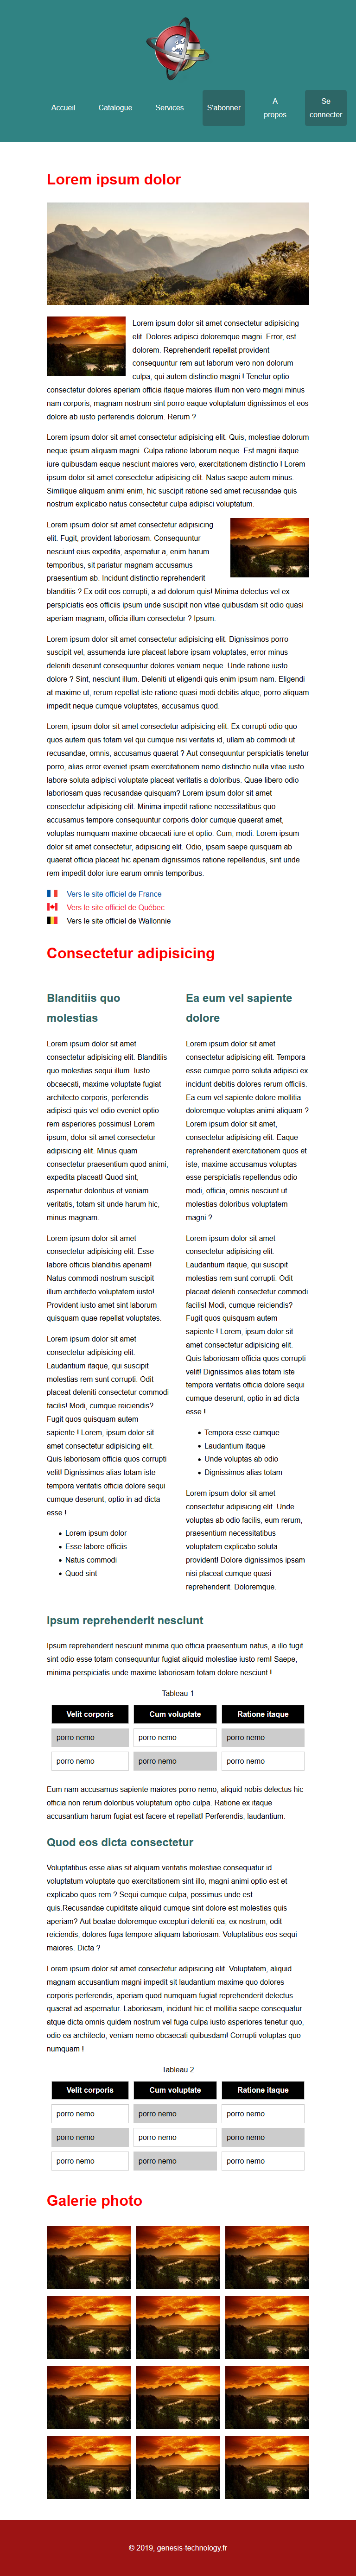 Accueil
Catalogue
Services
S'abonner
A
propos
Se
connecter
Lorem ipsum dolor
Lorem ipsum dolor sit amet consectetur adipisicing
elit. Dolores adipisci doloremque magni. Error, est
dolorem. Reprehenderit repellat provident
consequuntur rem aut laborum vero non dolorum
culpa, qui autem distinctio magni ! Tenetur optio
consectetur dolores aperiam officia itaque maiores illum non vero magni minus
nam corporis, magnam nostrum sint porro eaque voluptatum dignissimos et eos
dolore ab iusto perferendis dolorum. Rerum ?
Lorem ipsum dolor sit amet consectetur adipisicing elit. Quis, molestiae dolorum
neque ipsum aliquam magni. Culpa ratione laborum neque. Est magni itaque
iure quibusdam eaque nesciunt maiores vero, exercitationem distinctio ! Lorem
ipsum dolor sit amet consectetur adipisicing elit. Natus saepe autem minus.
Similique aliquam animi enim, hic suscipit ratione sed amet recusandae quis
nostrum explicabo natus consectetur culpa adipisci voluptatum.
Lorem ipsum dolor sit amet consectetur adipisicing
elit. Fugit, provident laboriosam. Consequuntur
nesciunt eius expedita, aspernatur a, enim harum
temporibus, sit pariatur magnam accusamus
praesentium ab. Incidunt distinctio reprehenderit
blanditiis ? Ex odit eos corrupti, a ad dolorum quis! Minima delectus vel ex
perspiciatis eos officiis ipsum unde suscipit non vitae quibusdam sit odio quasi
aperiam magnam, officia illum consectetur ? Ipsum.
Lorem ipsum dolor sit amet consectetur adipisicing elit. Dignissimos porro
suscipit vel, assumenda iure placeat labore ipsam voluptates, error minus
deleniti deserunt consequuntur dolores veniam neque. Unde ratione iusto
dolore ? Sint, nesciunt illum. Deleniti ut eligendi quis enim ipsum nam. Eligendi
at maxime ut, rerum repellat iste ratione quasi modi debitis atque, porro aliquam
impedit neque cumque voluptates, accusamus quod.
Lorem, ipsum dolor sit amet consectetur adipisicing elit. Ex corrupti odio quo
quos autem quis totam vel qui cumque nisi veritatis id, ullam ab commodi ut
recusandae, omnis, accusamus quaerat ? Aut consequuntur perspiciatis tenetur
porro, alias error eveniet ipsam exercitationem nemo distinctio nulla vitae iusto
labore soluta adipisci voluptate placeat veritatis a doloribus. Quae libero odio
laboriosam quas recusandae quisquam? Lorem ipsum dolor sit amet
consectetur adipisicing elit. Minima impedit ratione necessitatibus quo
accusamus tempore consequuntur corporis dolor cumque quaerat amet,
voluptas numquam maxime obcaecati iure et optio. Cum, modi. Lorem ipsum
dolor sit amet consectetur, adipisicing elit. Odio, ipsam saepe quisquam ab
quaerat officia placeat hic aperiam dignissimos ratione repellendus, sint unde
rem impedit dolor iure earum omnis temporibus.
Vers le site officiel de France
Vers le site officiel de Québec
Vers le site officiel de Wallonnie
Consectetur adipisicing
Blanditiis quo
molestias
Lorem ipsum dolor sit amet
consectetur adipisicing elit. Blanditiis
quo molestias sequi illum. Iusto
obcaecati, maxime voluptate fugiat
architecto corporis, perferendis
adipisci quis vel odio eveniet optio
rem asperiores possimus! Lorem
ipsum, dolor sit amet consectetur
adipisicing elit. Minus quam
consectetur praesentium quod animi,
expedita placeat! Quod sint,
aspernatur doloribus et veniam
veritatis, totam sit unde harum hic,
minus magnam.
Lorem ipsum dolor sit amet
consectetur adipisicing elit. Esse
labore officiis blanditiis aperiam!
Natus commodi nostrum suscipit
illum architecto voluptatem iusto!
Provident iusto amet sint laborum
quisquam quae repellat voluptates.
Lorem ipsum dolor sit amet
consectetur adipisicing elit.
Laudantium itaque, qui suscipit
molestias rem sunt corrupti. Odit
placeat deleniti consectetur commodi
facilis! Modi, cumque reiciendis?
Fugit quos quisquam autem
sapiente ! Lorem, ipsum dolor sit
amet consectetur adipisicing elit.
Quis laboriosam officia quos corrupti
velit! Dignissimos alias totam iste
tempora veritatis officia dolore sequi
cumque deserunt, optio in ad dicta
esse !
Lorem ipsum dolor
Esse labore officiis
Natus commodi
Quod sint
Ea eum vel sapiente
dolore
Lorem ipsum dolor sit amet
consectetur adipisicing elit. Tempora
esse cumque porro soluta adipisci ex
incidunt debitis dolores rerum officiis.
Ea eum vel sapiente dolore mollitia
doloremque voluptas animi aliquam ?
Lorem ipsum dolor sit amet,
consectetur adipisicing elit. Eaque
reprehenderit exercitationem quos et
iste, maxime accusamus voluptas
esse perspiciatis repellendus odio
modi, officia, omnis nesciunt ut
molestias doloribus voluptatem
magni ?
Lorem ipsum dolor sit amet
consectetur adipisicing elit.
Laudantium itaque, qui suscipit
molestias rem sunt corrupti. Odit
placeat deleniti consectetur commodi
facilis! Modi, cumque reiciendis?
Fugit quos quisquam autem
sapiente ! Lorem, ipsum dolor sit
amet consectetur adipisicing elit.
Quis laboriosam officia quos corrupti
velit! Dignissimos alias totam iste
tempora veritatis officia dolore sequi
cumque deserunt, optio in ad dicta
esse !
Tempora esse cumque
Laudantium itaque
Unde voluptas ab odio
Dignissimos alias totam
Lorem ipsum dolor sit amet
consectetur adipisicing elit. Unde
voluptas ab odio facilis, eum rerum,
praesentium necessitatibus
voluptatem explicabo soluta
provident! Dolore dignissimos ipsam
nisi placeat cumque quasi
reprehenderit. Doloremque.
Ipsum reprehenderit nesciunt
Ipsum reprehenderit nesciunt minima quo officia praesentium natus, a illo fugit
sint odio esse totam consequuntur fugiat aliquid molestiae iusto rem! Saepe,
minima perspiciatis unde maxime laboriosam totam dolore nesciunt !
Tableau 1
Velit corporis Cum voluptate Ratione itaque
porro nemo porro nemo porro nemo
porro nemo porro nemo porro nemo
Eum nam accusamus sapiente maiores porro nemo, aliquid nobis delectus hic
officia non rerum doloribus voluptatum optio culpa. Ratione ex itaque
accusantium harum fugiat est facere et repellat! Perferendis, laudantium.
Quod eos dicta consectetur
Voluptatibus esse alias sit aliquam veritatis molestiae consequatur id
voluptatum voluptate quo exercitationem sint illo, magni animi optio est et
explicabo quos rem ? Sequi cumque culpa, possimus unde est
quis.Recusandae cupiditate aliquid cumque sint dolore est molestias quis
aperiam? Aut beatae doloremque excepturi deleniti ea, ex nostrum, odit
reiciendis, dolores fuga tempore aliquam laboriosam. Voluptatibus eos sequi
maiores. Dicta ?
Lorem ipsum dolor sit amet consectetur adipisicing elit. Voluptatem, aliquid
magnam accusantium magni impedit sit laudantium maxime quo dolores
corporis perferendis, aperiam quod numquam fugiat reprehenderit delectus
quaerat ad aspernatur. Laboriosam, incidunt hic et mollitia saepe consequatur
atque dicta omnis quidem nostrum vel fuga culpa iusto asperiores tenetur quo,
odio ea architecto, veniam nemo obcaecati quibusdam! Corrupti voluptas quo
numquam !
Tableau 2
Velit corporis Cum voluptate Ratione itaque
porro nemo porro nemo porro nemo
porro nemo porro nemo porro nemo
porro nemo porro nemo porro nemo
Galerie photo
© 2019, genesis-technology.fr